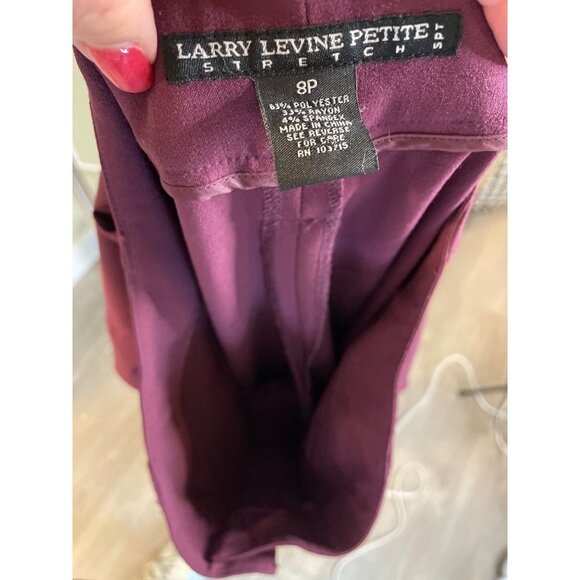 LARRY LEVINE PETITE
STRETCH SPT
8P
63% POLYESTER
33% RAYON
4% SPANDEX
MADE IN CHINA
SEE REVERSE
FOR CARE
RN 103715